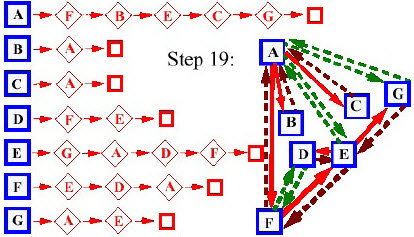 A F B E C G
B A
Step 19:
C A
D F E
E G A D F
F E D A
G A E
A
G
C
B
D E
F